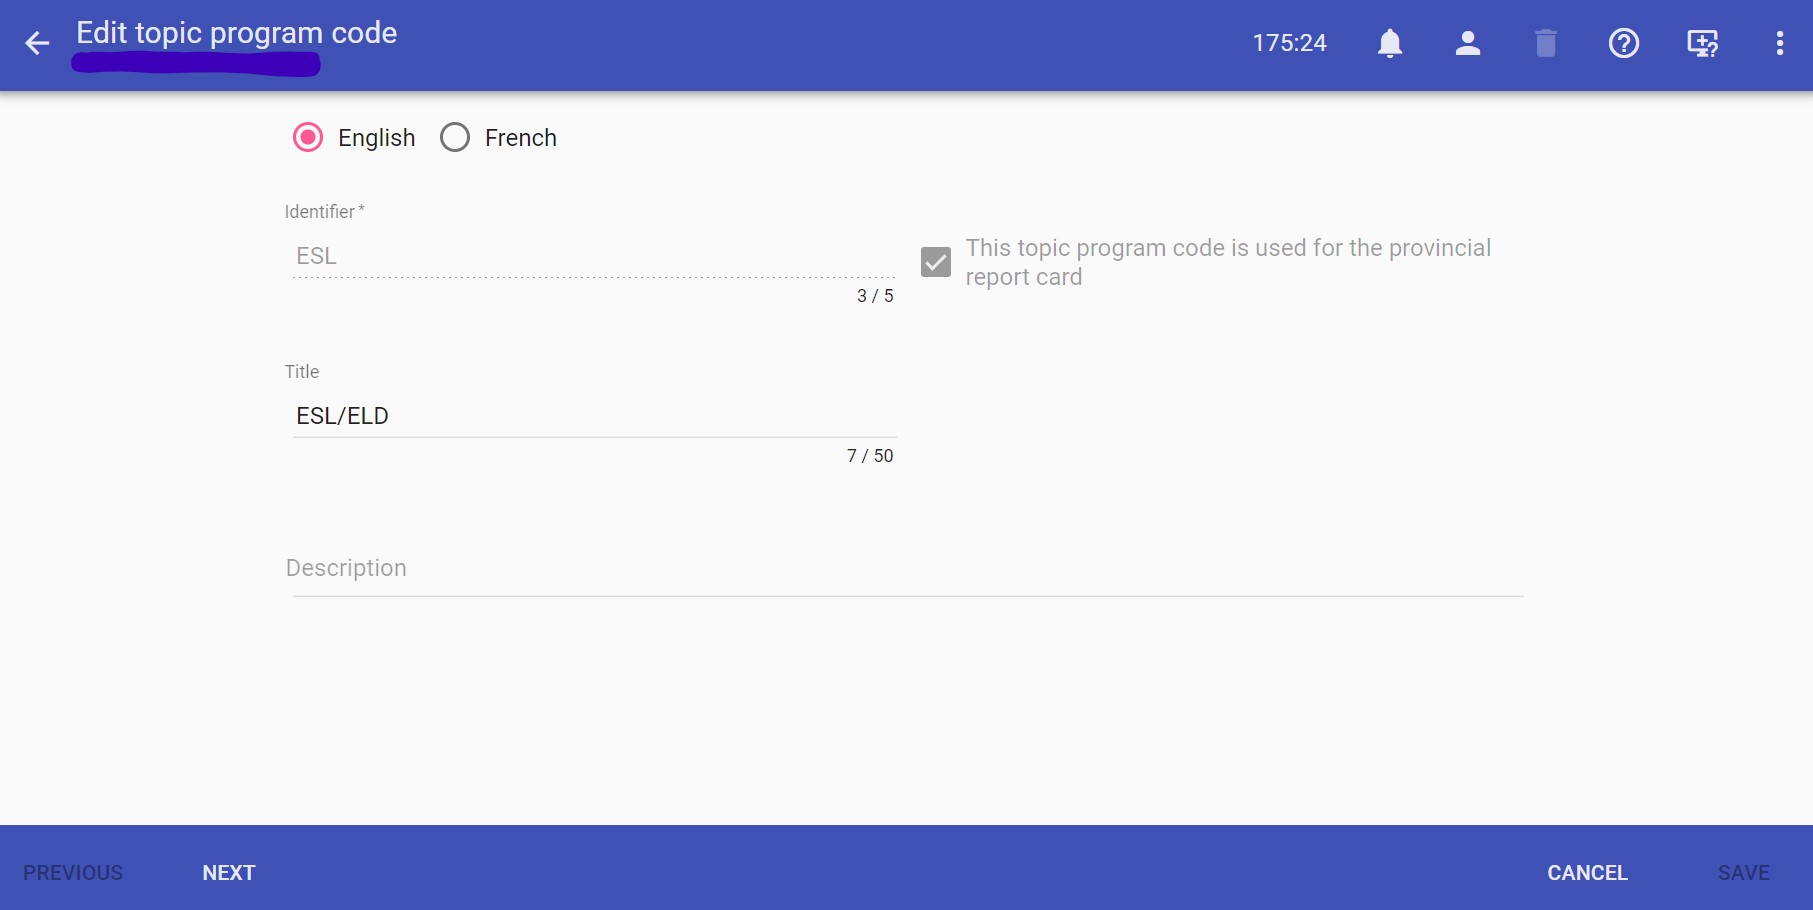 Edit topic program code
175:24
English
French
Identifier *
ESL
3 / 5
This topic program code is used for the provincial
report card
Title
ESL/ELD
7 / 50
Description
PREVIOUS
NEXT
CANCEL
SAVE